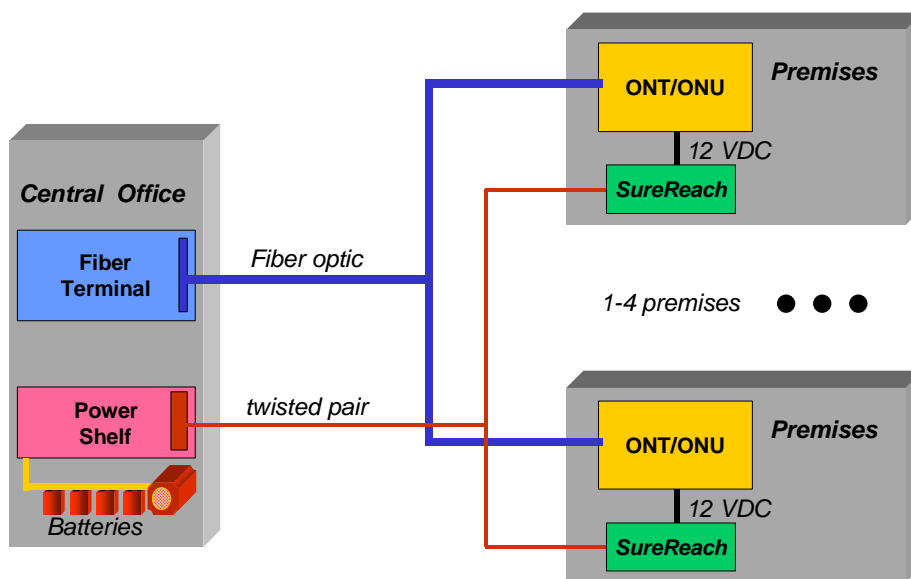 Central Office
Fiber
Terminal
Power
Shelf
Batteries
Fiber optic
twisted pair
ONT/ONU
Premises
12 VDC
SureReach
1-4 premises
ONT/ONU
Premises
12 VDC
SureReach